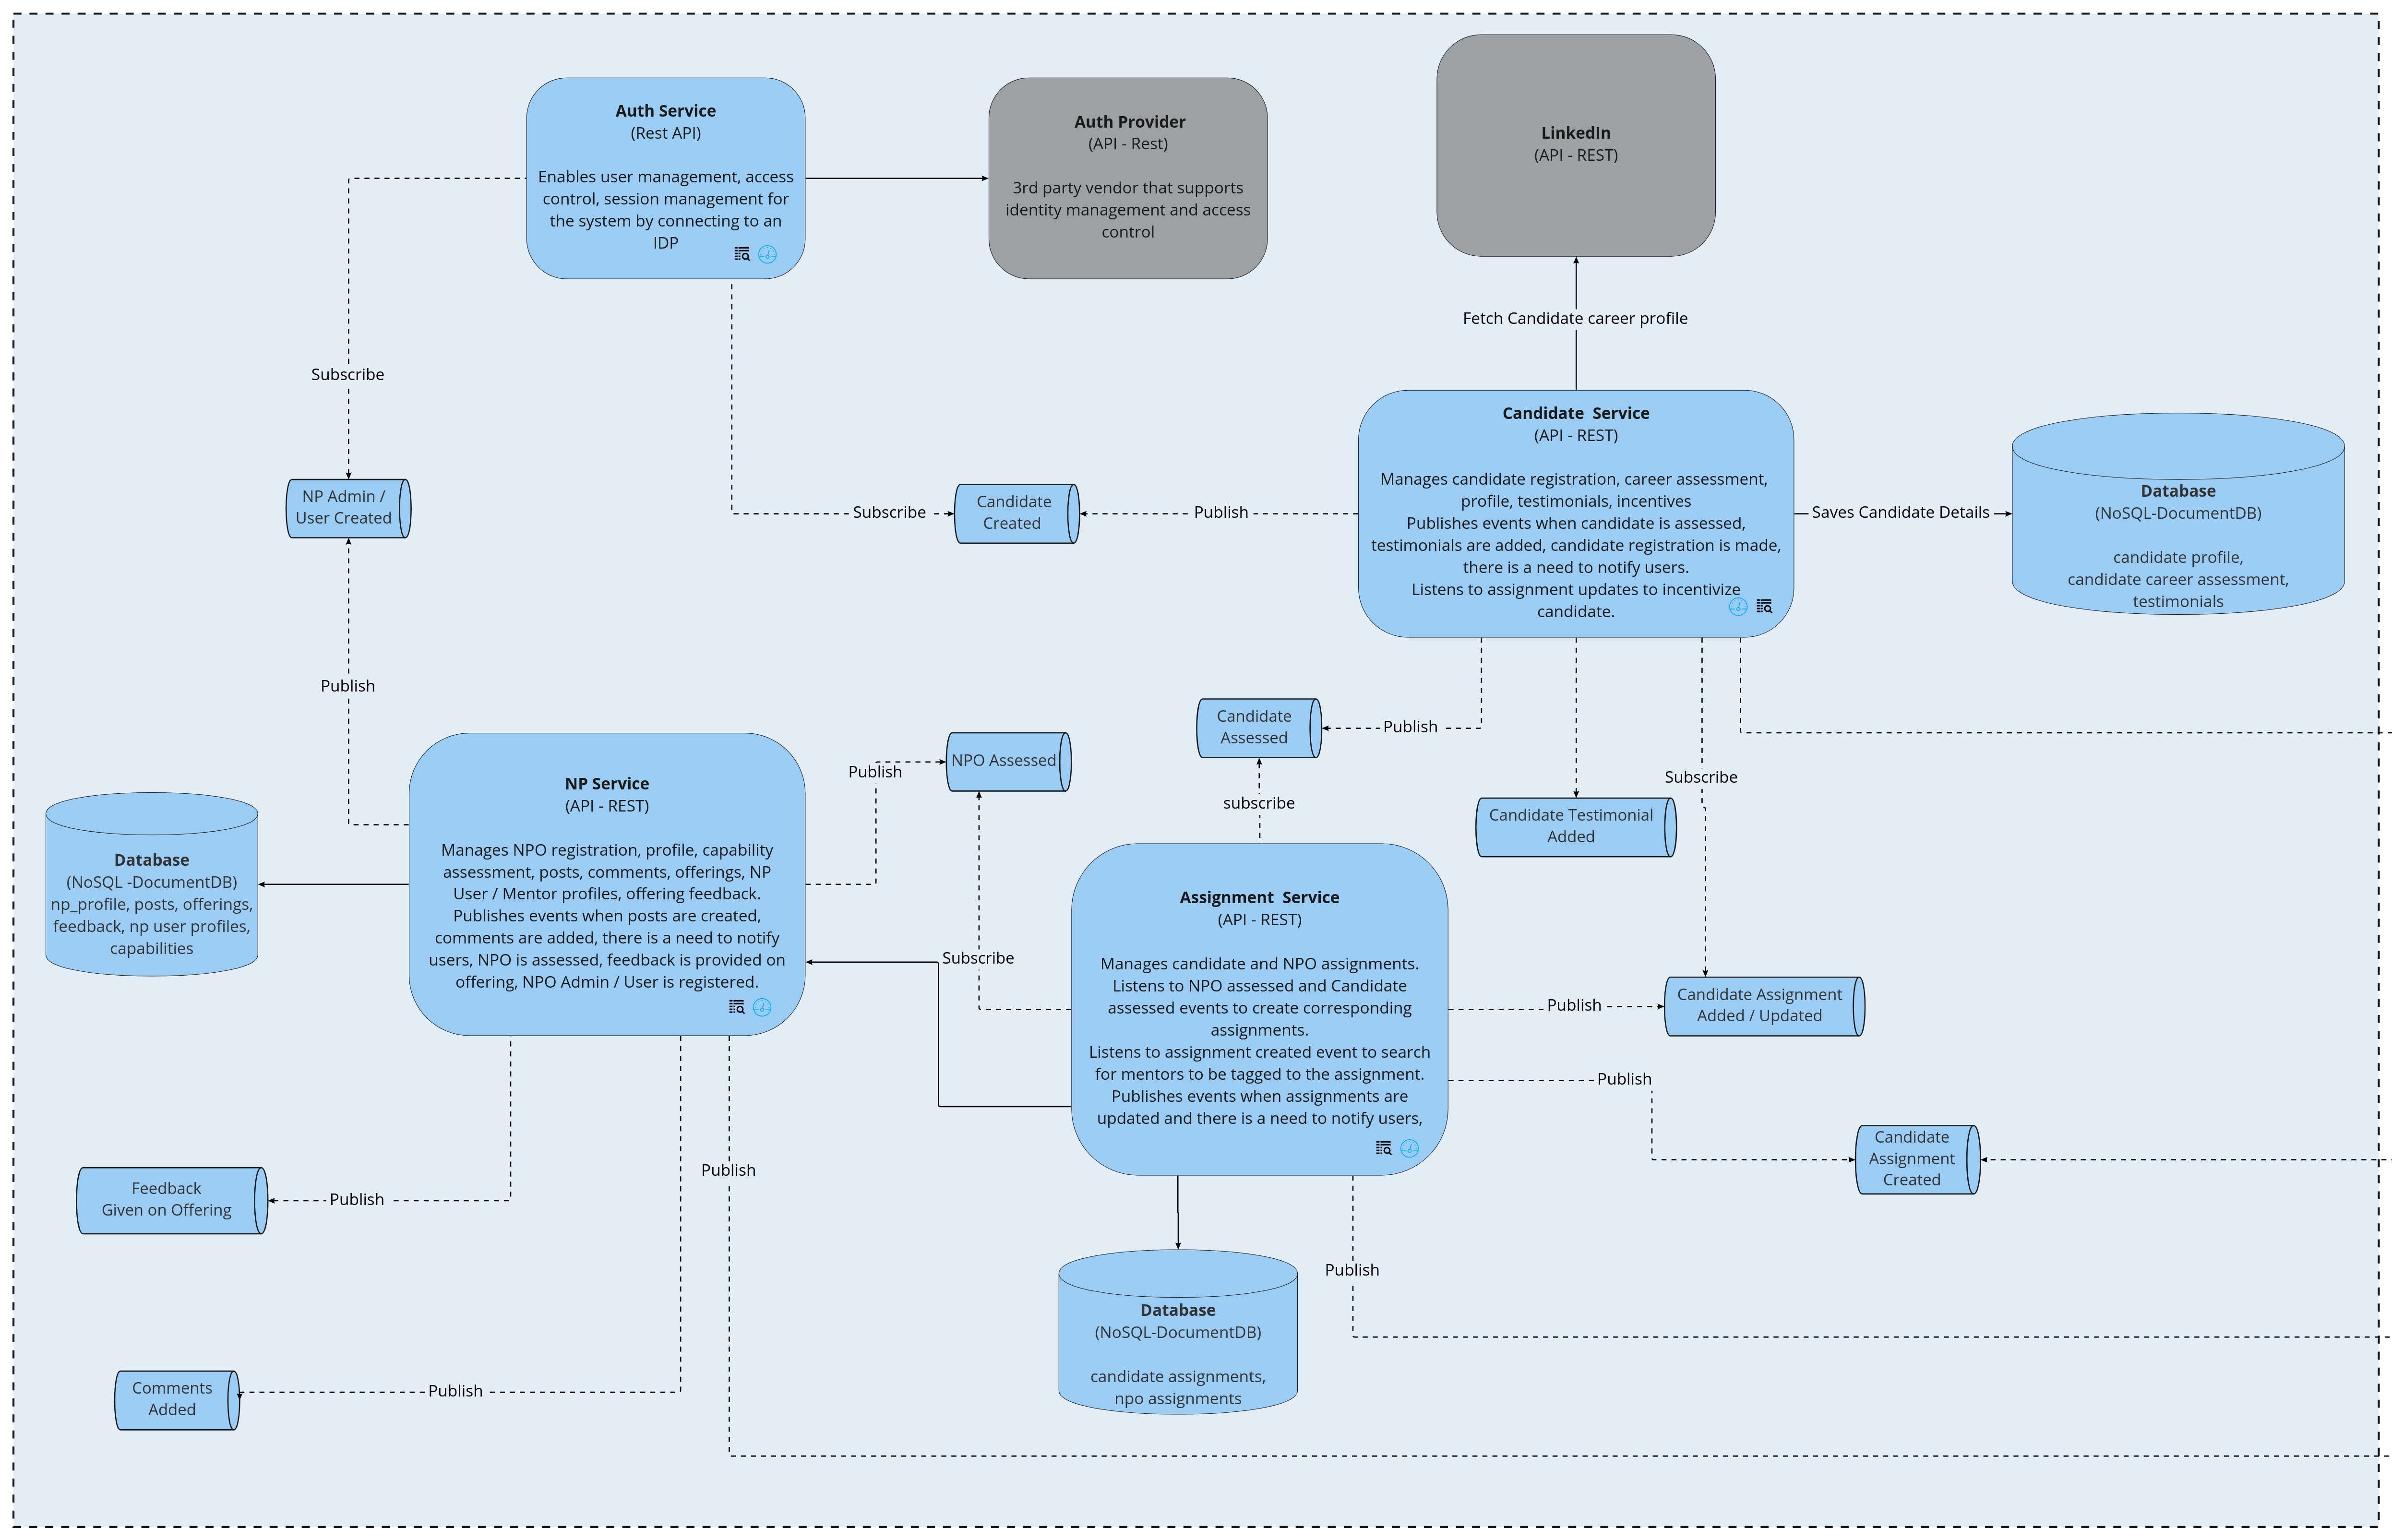 Auth Service
(Rest API)
Enables user management, access
control, session management for
the system by connecting to an
IDP
Auth Provider
(API - Rest)
3rd party vendor that supports
identity management and access
control
LinkedIn
(API - REST)
Fetch Candidate career profile
Subscribe
NP Admin /
User Created
Subscribe
Candidate
Created
Publish
Candidate  Service
(API - REST)
Manages candidate registration, career assessment,
profile, testimonials, incentives
Publishes events when candidate is assessed,
testimonials are added, candidate registration is made,
there is a need to notify users.
Listens to assignment updates to incentivize
candidate.
Saves Candidate Details
Database
(NoSQL-DocumentDB)
candidate profile,
candidate career assessment,
testimonials
Publish
Candidate
Assessed
Publish
subscribe
Subscribe
Candidate Testimonial
Added
Publish
NPO Assessed
NP Service
(API - REST)
Manages NPO registration, profile, capability
assessment, posts, comments, offerings, NP
User / Mentor profiles, offering feedback.
Publishes events when posts are created,
comments are added, there is a need to notify
users, NPO is assessed, feedback is provided on
offering, NPO Admin / User is registered.
Database
(NoSQL -DocumentDB)
np_profile, posts, offerings,
feedback, np user profiles,
capabilities
Subscribe
Assignment  Service
(API - REST)
Manages candidate and NPO assignments.
Listens to NPO assessed and Candidate
assessed events to create corresponding
assignments.
Listens to assignment created event to search
for mentors to be tagged to the assignment.
Publishes events when assignments are
updated and there is a need to notify users,
Publish
Candidate Assignment
Added / Updated
Publish
Candidate
Assignment
Created
Publish
Feedback
Given on Offering
Publish
Publish
Database
(NoSQL-DocumentDB)
candidate assignments,
npo assignments
Comments
Added
Publish